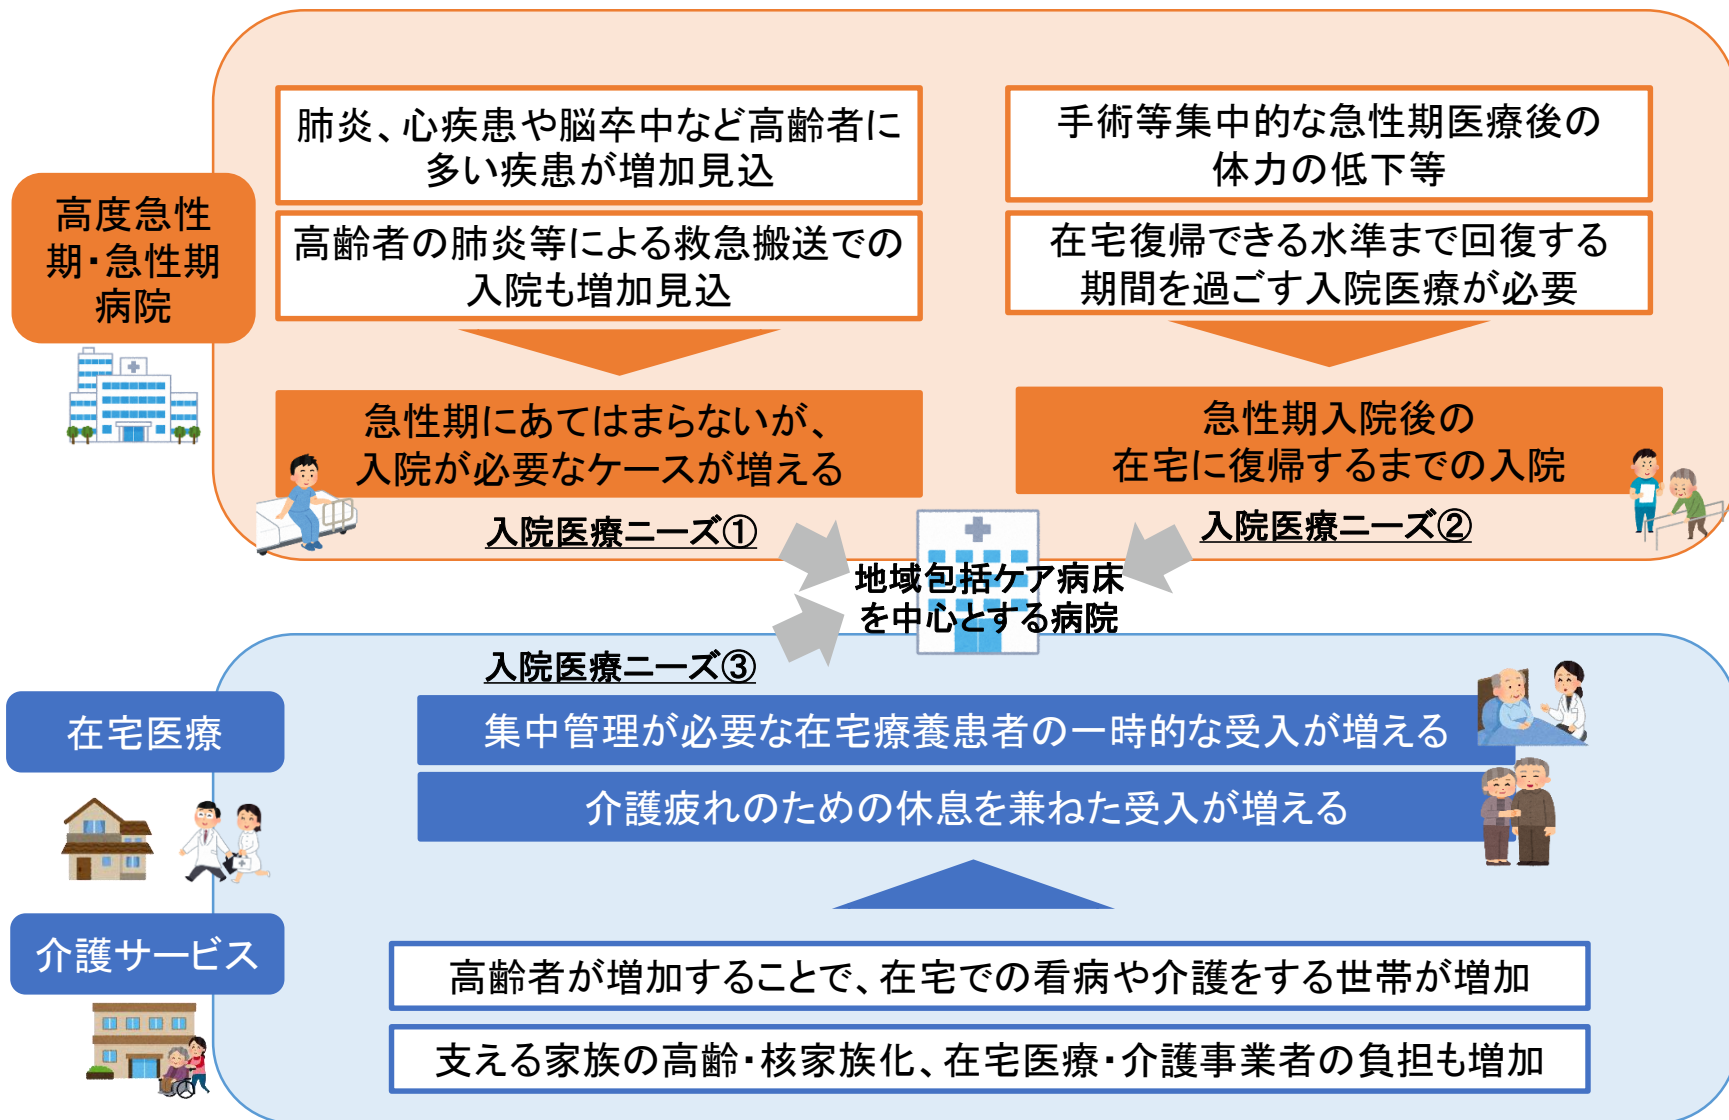 高度急性
期・急性期
病院
肺炎、心疾患や脳卒中など高齢者に
多い疾患が増加見込
高齢者の肺炎等による救急搬送での
入院も増加見込
急性期にあてはまらないが、
入院が必要なケースが増える
入院医療ニーズ①
手術等集中的な急性期医療後の
体力の低下等
在宅復帰できる水準まで回復する
期間を過ごす入院医療が必要
急性期入院後の
在宅に復帰するまでの入院
入院医療ニーズ②
地域包括ケア病床
を中心とする病院
入院医療ニーズ③
在宅医療
集中管理が必要な在宅療養患者の一時的な受入が増える
介護疲れのための休息を兼ねた受入が増える
介護サービス
高齢者が増加することで、在宅での看病や介護をする世帯が増加
支える家族の高齢・核家族化、在宅医療・介護事業者の負担も増加